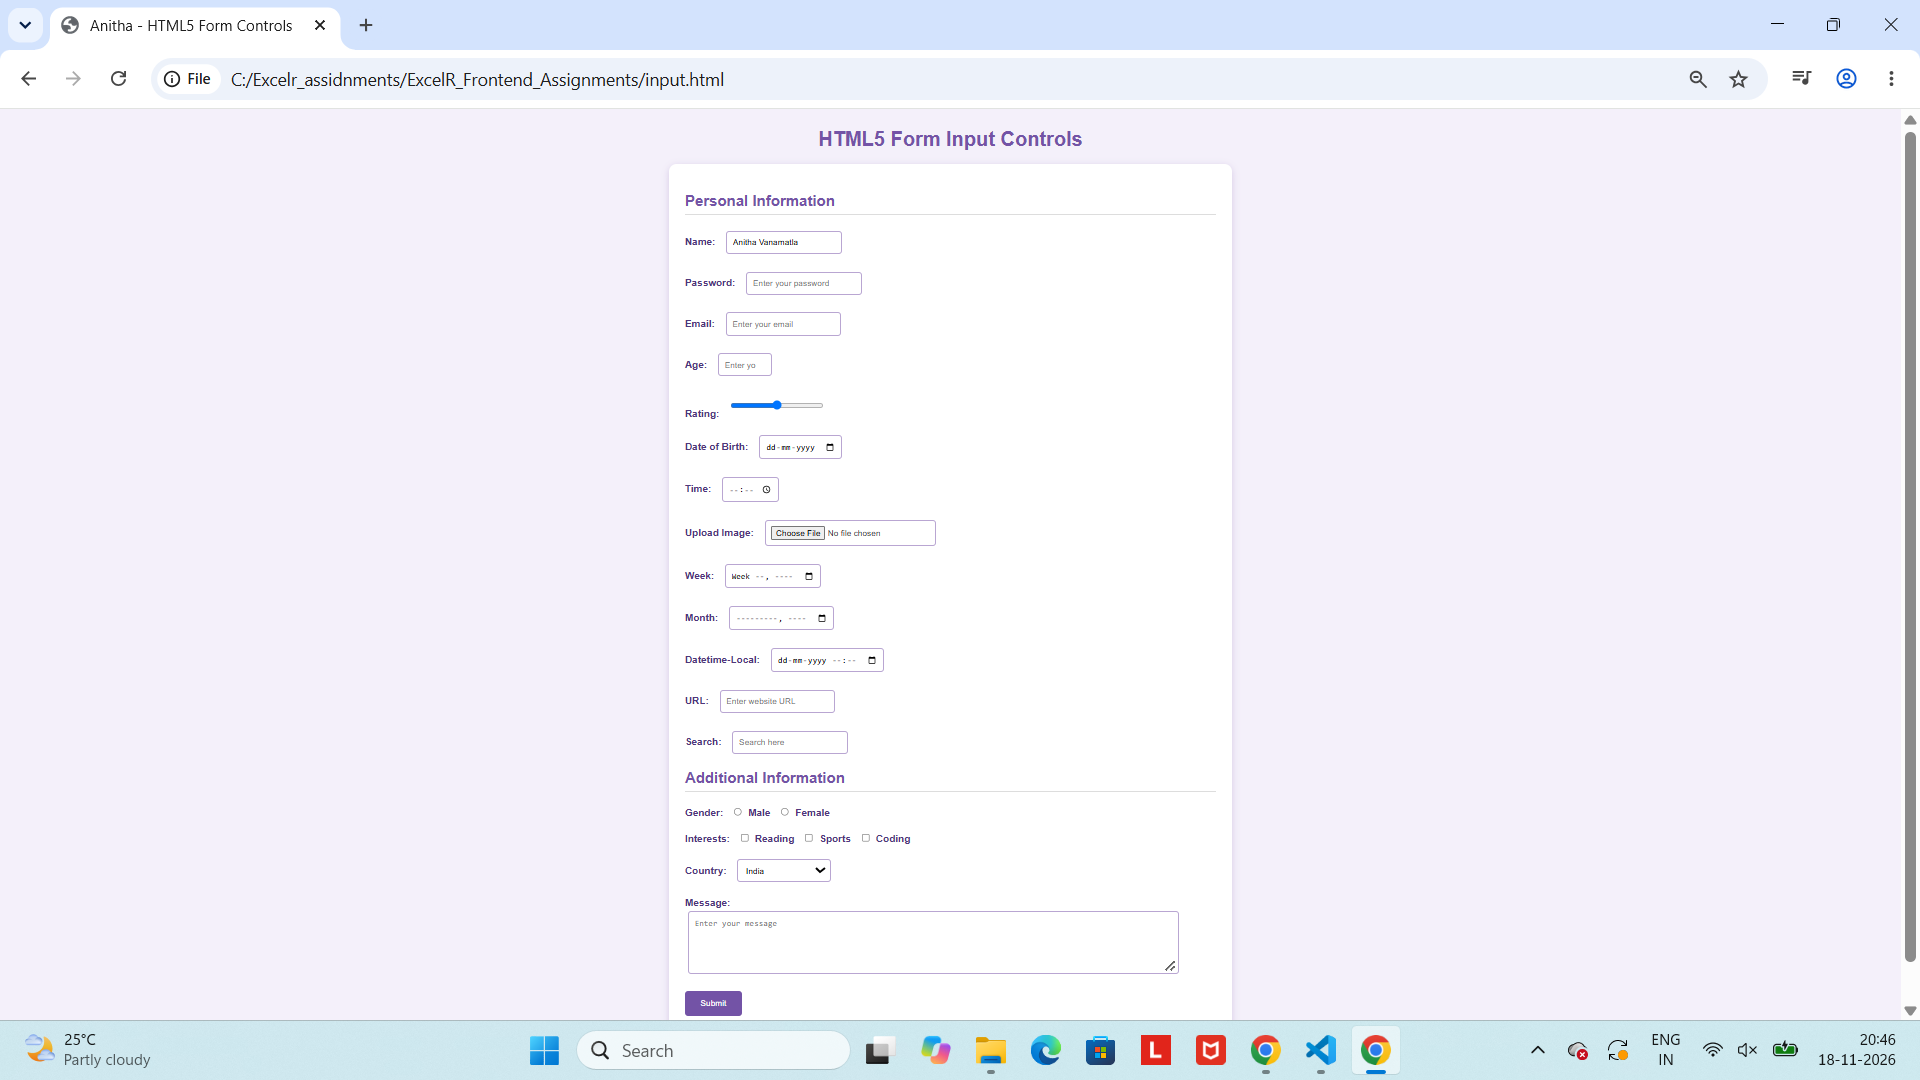 Anitha - HTML5 Form Controls
File C:/Excelr_assidnments/ExcelR_Frontend_Assignments/input.html
HTML5 Form Input Controls
Personal Information
Name: Anitha Vanamatla
Password: Enter your password
Email: Enter your email
Age: Enter yo
Rating:
Date of Birth: dd-mm-yyyy
Time: --:--
Upload Image: Choose File No file chosen
Week: Week --, ----
Month: ---------, ----
Datetime-Local: dd-mm-yyyy --:--
URL: Enter website URL
Search: Search here
Additional Information
Gender: Male Female
Interests: Reading Sports Coding
Country: India
Message:
Enter your message
Submit
25°C
Partly cloudy
Search
L
ENG
IN
20:46
18-11-2026